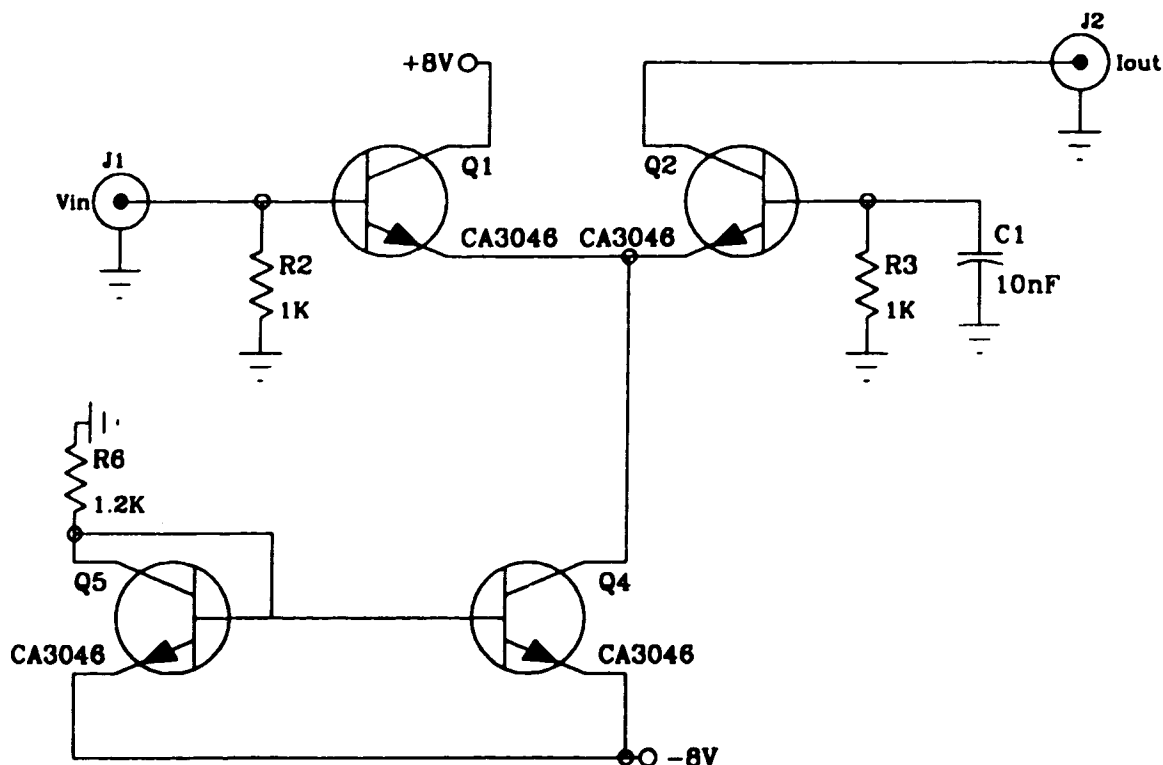 J2
+8V
Iout
J1
Q1
Q2
Vin
CA3046
CA3046
C1
R2
R3
10nF
1K
1K
R6
1.2K
Q5
Q4
CA3046
CA3046
-8V